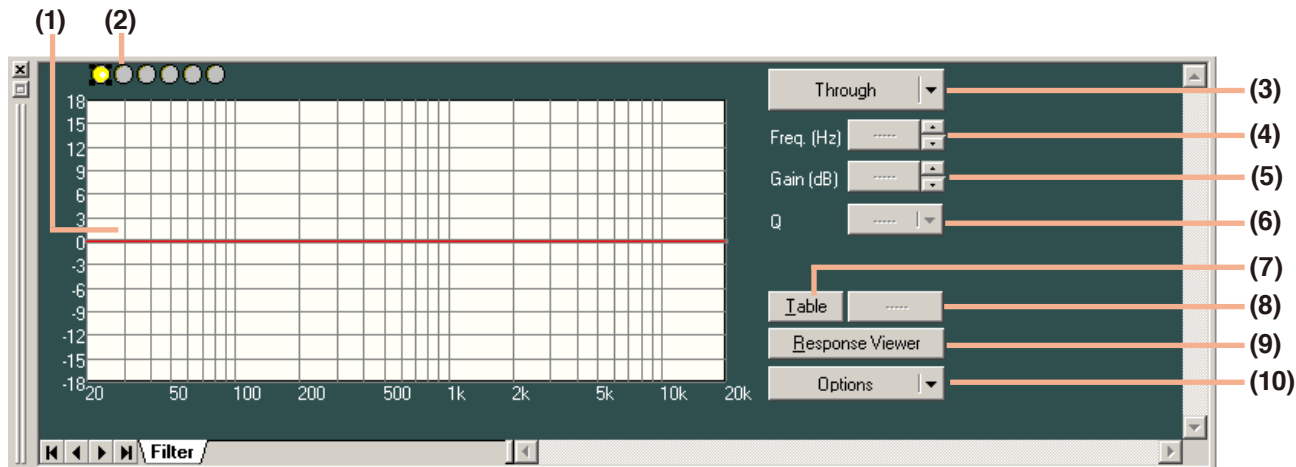 (1) (2)
18
15
12
9
6
3
0
-3
-6
-9
-12
-15
-18
20 50 100 200 500 1k 2k 5k 10k 20k
Through (3)
Freq. (Hz) ----- (4)
Gain (dB) ----- (5)
Q ----- (6)
(7)
Table ----- (8)
Response Viewer (9)
Options (10)
Filter